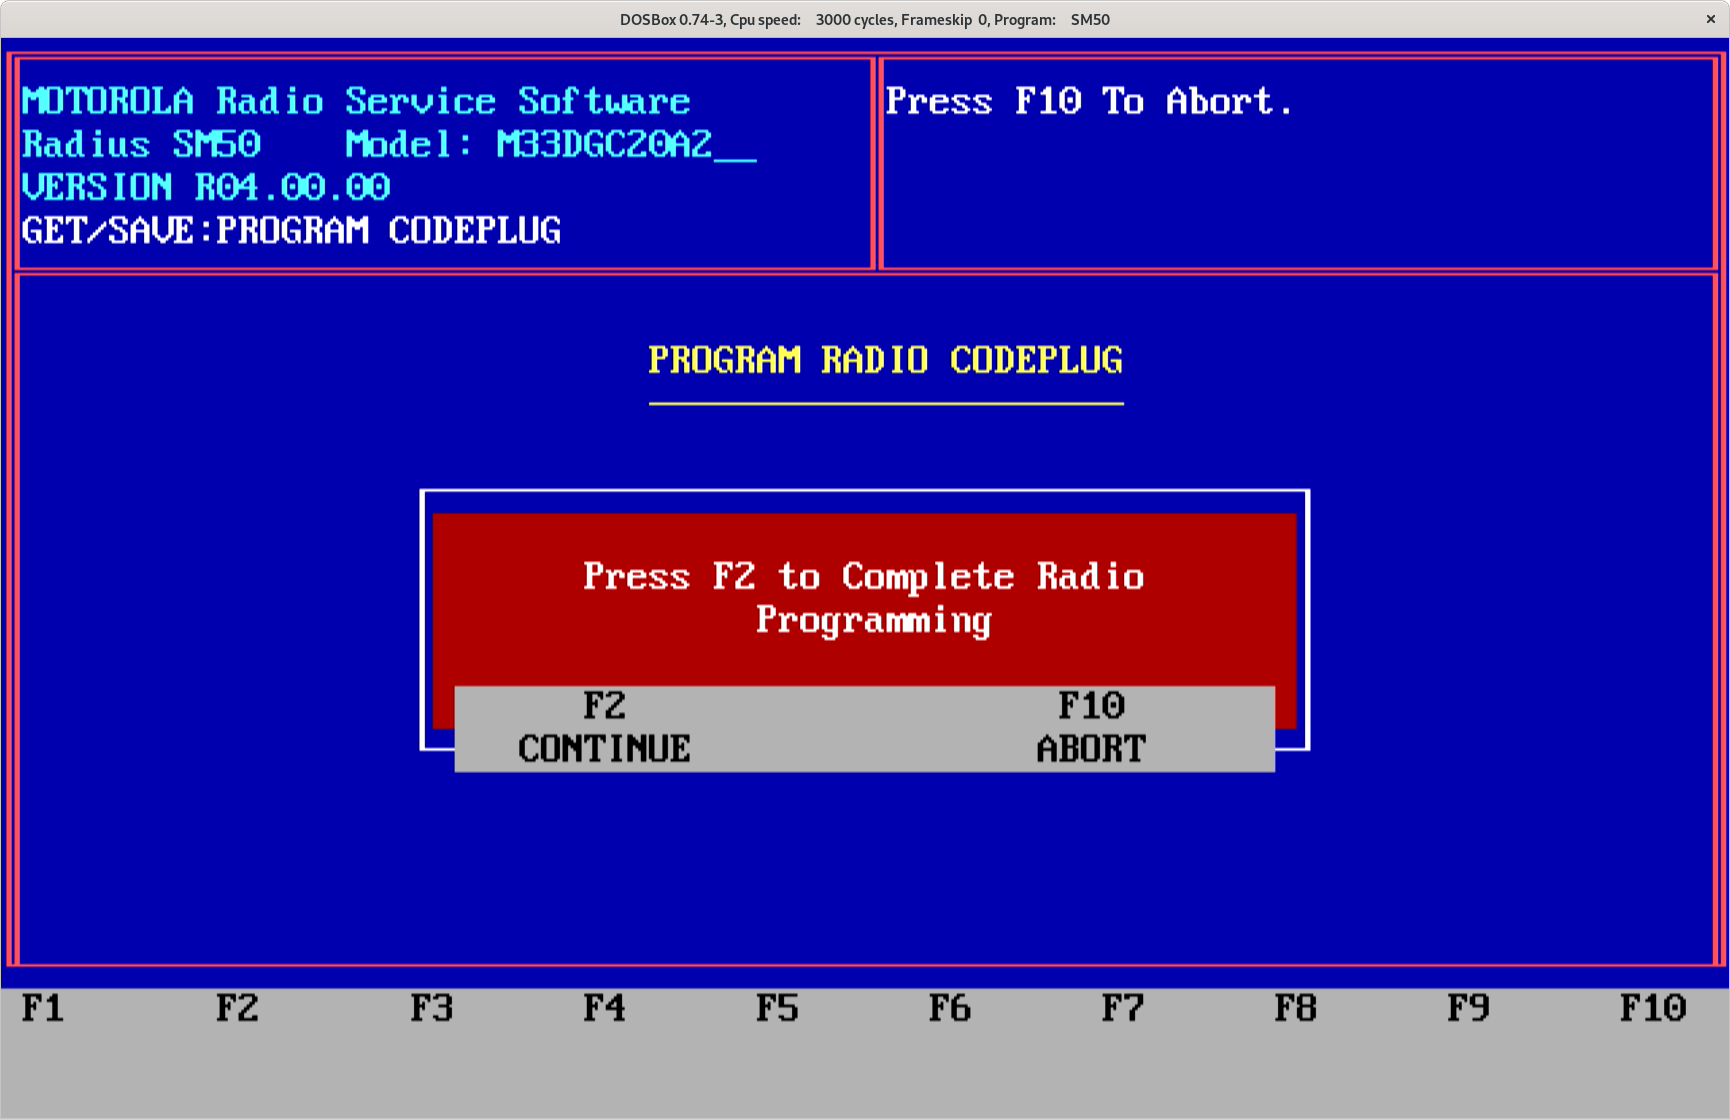 DOSBox 0.74-3, Cpu speed:    3000 cycles, Frameskip  0, Program:    SM50
×
MOTOROLA Radio Service Software
Radius SM50    Model: M33DGC20A2__
VERSION R04.00.00
GET/SAVE:PROGRAM CODEPLUG
Press F10 To Abort.
PROGRAM RADIO CODEPLUG
Press F2 to Complete Radio
Programming
F2 F10
CONTINUE ABORT
F1 F2 F3 F4 F5 F6 F7 F8 F9 F10